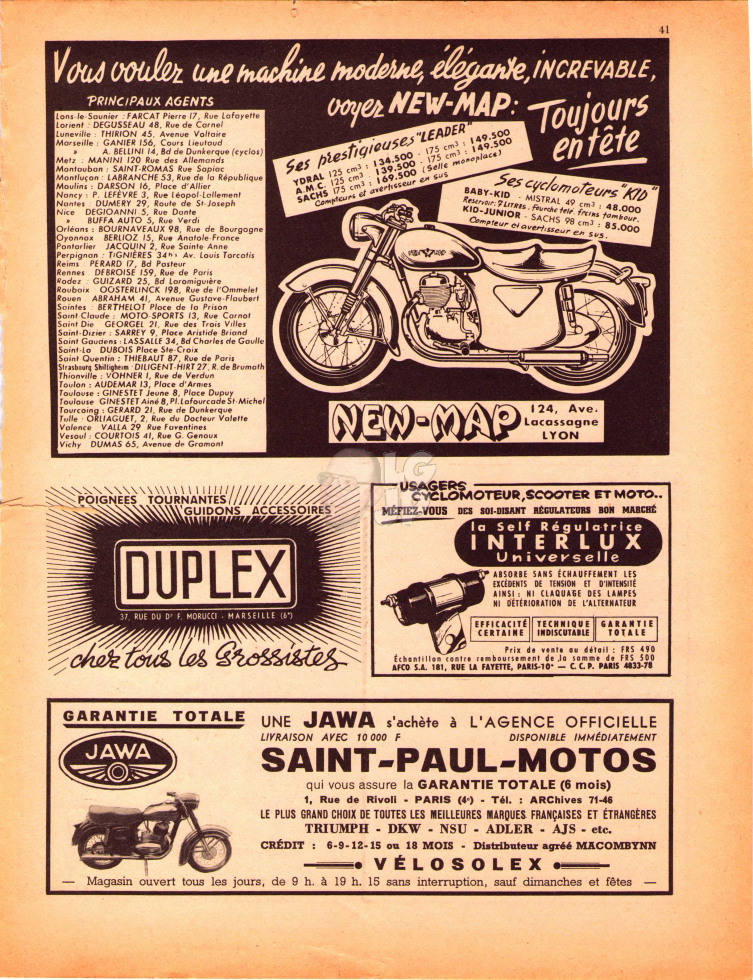 41
Vous voulez une machine moderne, élégante, INCREVABLE,
voyez NEW-MAP:
Toujours
en tête
PRINCIPAUX AGENTS
Lons-le-Saunier : FARCAT Pierre 17, Rue Lafayette
Lorient : DEGUSSEAU 48, Rue de Carnel
Luneville : THIRION 45, Avenue Voltaire
Marseille : GANIER 156, Cours Lieutaud
» A. BELLINI 14, Bd de Dunkerque (cyclos)
Metz : MANINI 120 Rue des Allemands
Montauban : SAINT-ROMAS Rue Sapiac
Montluçon : LABRANCHE 53, Rue de la République
Moulins : DARSON 16, Place d'Allier
Nancy : P. LEFÈVRE 3, Rue Léopol-Lallement
Nantes : DUMERY 29, Route de St-Joseph
Nice DEGIOANNI 5, Rue Dante
» BUFFA AUTO 5, Rue Verdi
Orléans : BOURNAVEAUX 98, Rue de Bourgogne
Oyonnax BERLIOZ 15, Rue Anatole-France
Pontarlier JACQUIN 2, Rue Sainte Anne
Perpignan : TIGNIÈRES 34 bis Av. Louis Torcatis
Reims PERARD 17, Bd Pasteur
Rennes DEBROISE 159, Rue de Paris
Rodez : GUIZARD 25, Bd Laromiguière
Roubaix OOSTERLINCK 198, Rue de l'Ommelet
Rouen ABRAHAM 41, Avenue Gustave-Flaubert
Saintes : BERTHELOT Place de la Prison
Saint Claude : MOTO-SPORTS 13, Rue Carnot
Saint Die GEORGEL 21, Rue des Trois Villes
Saint-Dizier : SARREY 9, Place Aristide Briand
Saint Gaudens : LASSALLE 34, Bd Charles de Gaulle
Saint-Lo DUBOIS Place Ste-Croix
Saint Quentin : THIEBAUT 87, Rue de Paris
Strasbourg Shiltigheim : DILIGENT-HIRT 27, R. de Brumath
Thionville : VOHNER 1, Rue de Verdun
Toulon : AUDEMAR 13, Place d'Armes
Toulouse : GINESTET Jeune 8, Place Dupuy
Toulouse GINESTET Ainé 8, Pl. Lafourcade St-Michel
Tourcoing : GERARD 21, Rue de Dunkerque
Tulle : ORLIAGUET, 2, Rue du Docteur Valette
Valence VALLA 29 Rue Faventines
Vesoul : COURTOIS 41, Rue G. Genoux
Vichy DUMAS 65, Avenue de Gramont
Ses prestigieuses "LEADER"
YDRAL 125 cm3 : 134.500 - 175 cm3 : 149.500
A.M.C. 125 cm3 : 139.500 - 175 cm3 : 149.500
SACHS 175 cm3 : 169.500 (Selle monoplace)
Compteurs et avertisseur en sus
Ses cyclomoteurs "KID"
BABY-KID - MISTRAL 49 cm3 : 48.000
Reservoir: 7 LITRES. fourche tele. freins tambour.
KID-JUNIOR - SACHS 98 cm3 : 85.000
Compteur et avertisseur en sus.
NEW-MAP
NEW-MAP
124, Ave.
Lacassagne
LYON
POIGNEES TOURNANTES
GUIDONS ACCESSOIRES
DUPLEX
37, RUE DU Dr F. MORUCCI - MARSEILLE (6e)
chez tous les Grossistes
USAGERS
CYCLOMOTEUR, SCOOTER ET MOTO..
MÉFIEZ-VOUS DES SOI-DISANT RÉGULATEURS BON MARCHÉ
la Self Régulatrice
INTERLUX
Universelle
ABSORBE SANS ÉCHAUFFEMENT LES
EXCÉDENTS DE TENSION ET D'INTENSITÉ
AINSI : NI CLAQUAGE DES LAMPES
NI DÉTÉRIORATION DE L'ALTERNATEUR
EFFICACITÉ CERTAINE
TECHNIQUE INDISCUTABLE
GARANTIE TOTALE
Prix de vente au détail : FRS 490
Échantillon contre remboursement de la somme de FRS 500
AFCO S.A. 181, RUE LA FAYETTE, PARIS-10e — C.C.P. PARIS 4833-78
GARANTIE TOTALE
JAWA
UNE JAWA s'achète à L'AGENCE OFFICIELLE
LIVRAISON AVEC 10 000 F DISPONIBLE IMMÉDIATEMENT
SAINT-PAUL-MOTOS
qui vous assure la GARANTIE TOTALE (6 mois)
1, Rue de Rivoli - PARIS (4e) - Tél. : ARChives 71-46
LE PLUS GRAND CHOIX DE TOUTES LES MEILLEURES MARQUES FRANÇAISES ET ÉTRANGÈRES
TRIUMPH - DKW - NSU - ADLER - AJS - etc.
CRÉDIT : 6-9-12-15 ou 18 MOIS - Distributeur agréé MACOMBYNN
VÉLOSOLEX
— Magasin ouvert tous les jours, de 9 h. à 19 h. 15 sans interruption, sauf dimanches et fêtes —